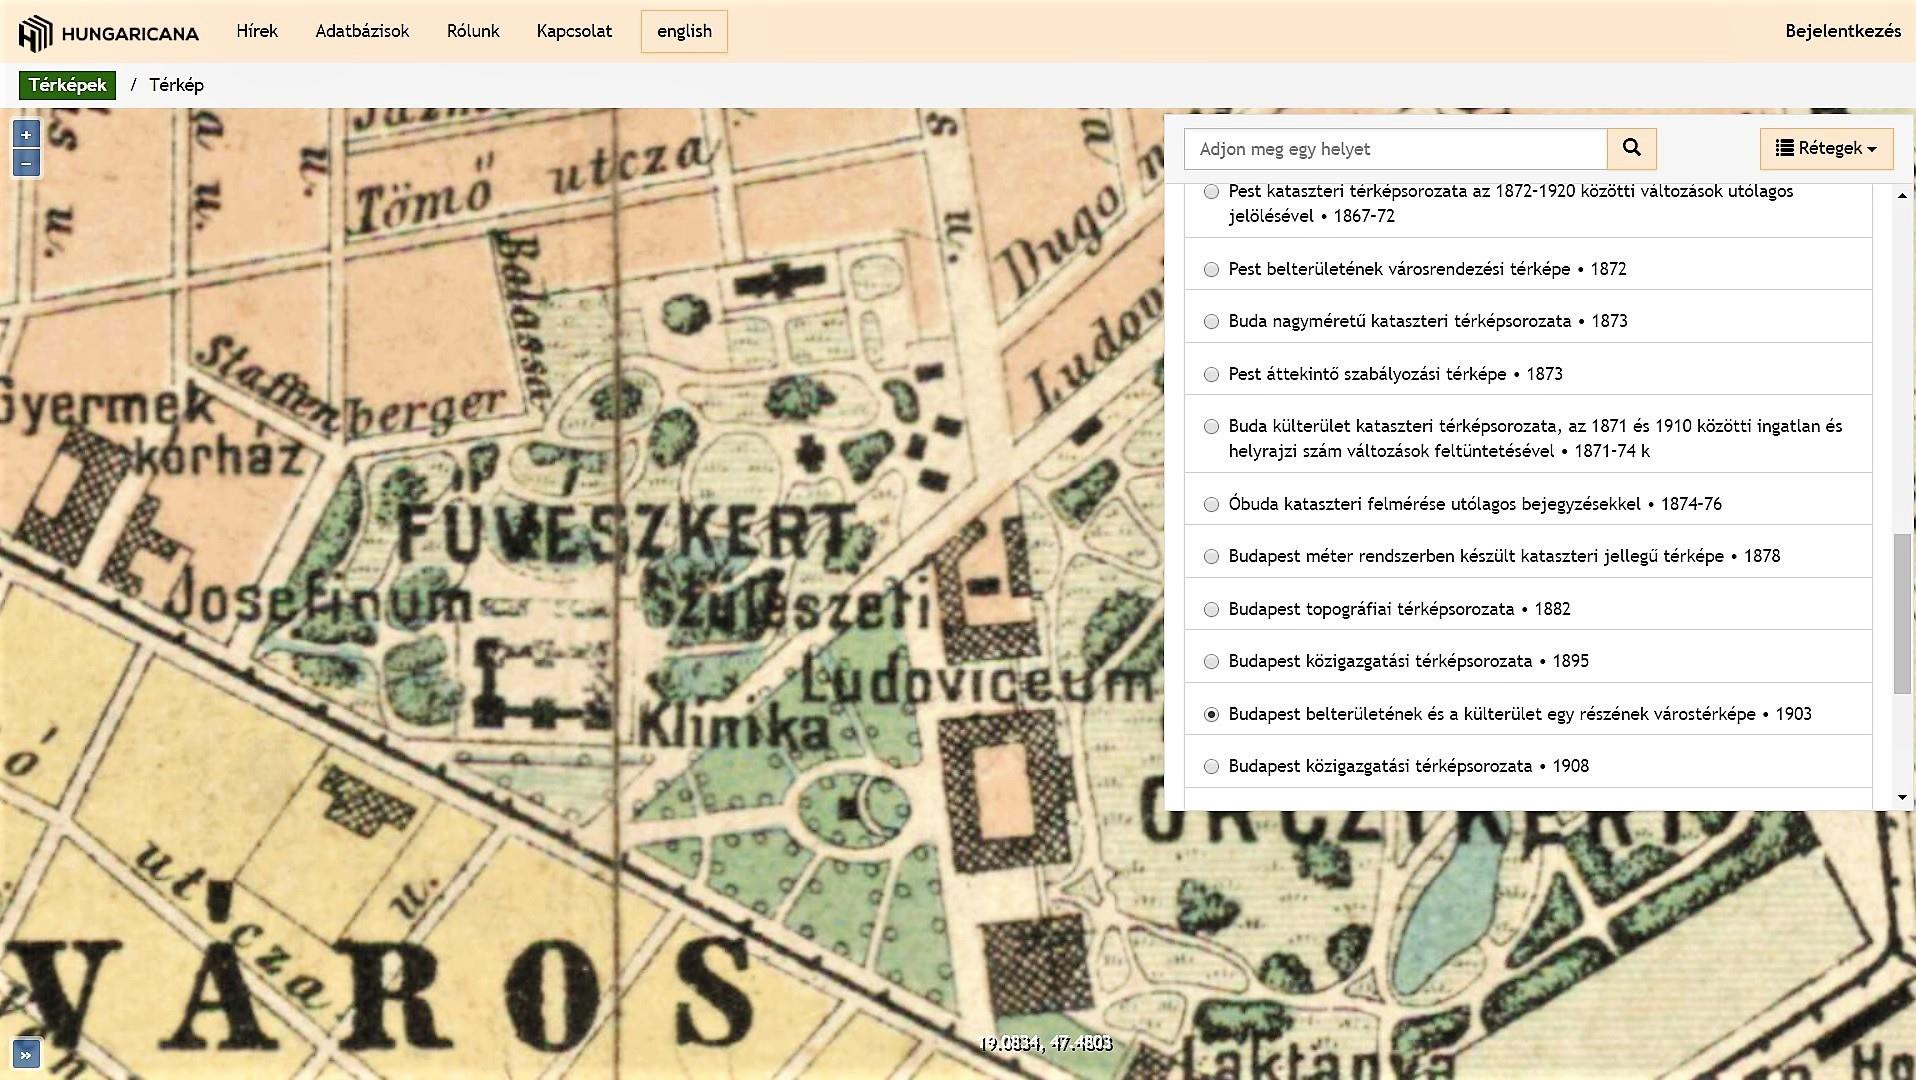 HUNGARICANA Hírek Adatbázisok Rólunk Kapcsolat english Bejelentkezés
Térképek / Térkép
+
−
Adjon meg egy helyet Rétegek
Pest kataszteri térképsorozata az 1872-1920 közötti változások utólagos
jelölésével • 1867-72
Pest belterületének városrendezési térképe • 1872
Buda nagyméretű kataszteri térképsorozata • 1873
Pest áttekintő szabályozási térképe • 1873
Buda külterület kataszteri térképsorozata, az 1871 és 1910 közötti ingatlan és
helyrajzi szám változások feltüntetésével • 1871-74 k
Óbuda kataszteri felmérése utólagos bejegyzésekkel • 1874-76
Budapest méter rendszerben készült kataszteri jellegű térképe • 1878
Budapest topográfiai térképsorozata • 1882
Budapest közigazgatási térképsorozata • 1895
Budapest belterületének és a külterület egy részének várostérképe • 1903
Budapest közigazgatási térképsorozata • 1908
u.
s u.
a u.
u.
Tömő utcza
s u.
Dugo
Ludov
Balassa
Staffenberger
Gyermek
kórház
FÜVÉSZKERT
Josefinum
Szülészeti
Klinika
Ludoviceum
ORCZYKERT
ó
utcza
u.
VÁROS
19.0834, 47.4803
Laktanya
Ho
»